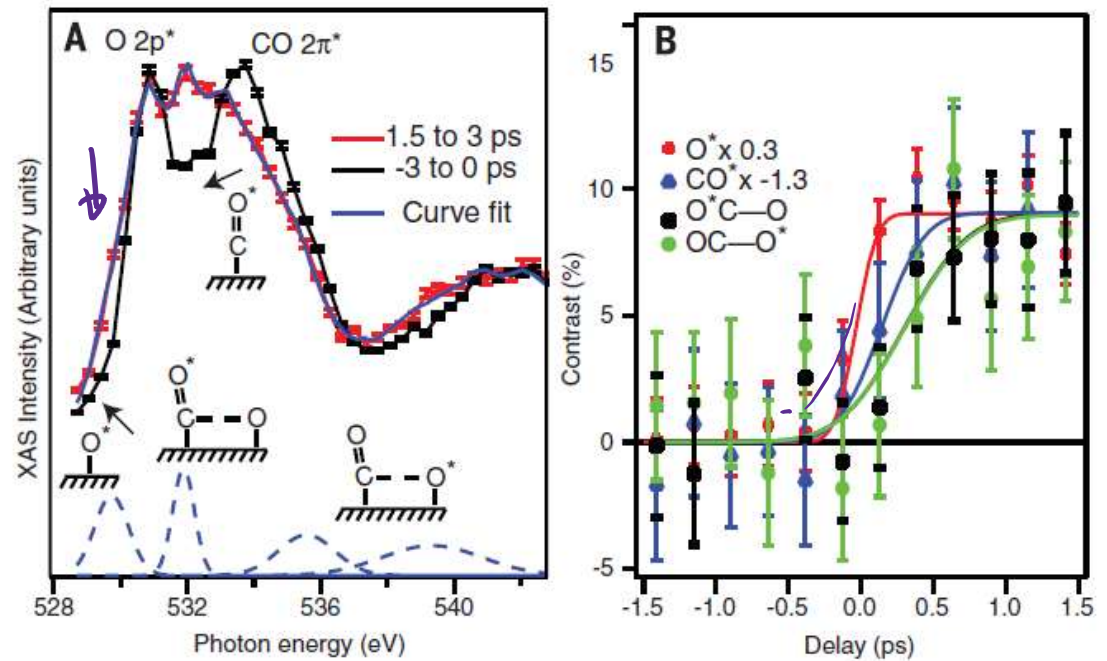 A
O 2p*
CO 2π*
1.5 to 3 ps
-3 to 0 ps
Curve fit
O*
C
O*
C
O
O*
O
C
O*
XAS Intensity (Arbitrary units)
528
532
536
540
Photon energy (eV)
B
15
10
5
0
-5
O* x 0.3
CO* x -1.3
O*C—O
OC—O*
Contrast (%)
-1.5
-1.0
-0.5
0.0
0.5
1.0
1.5
Delay (ps)